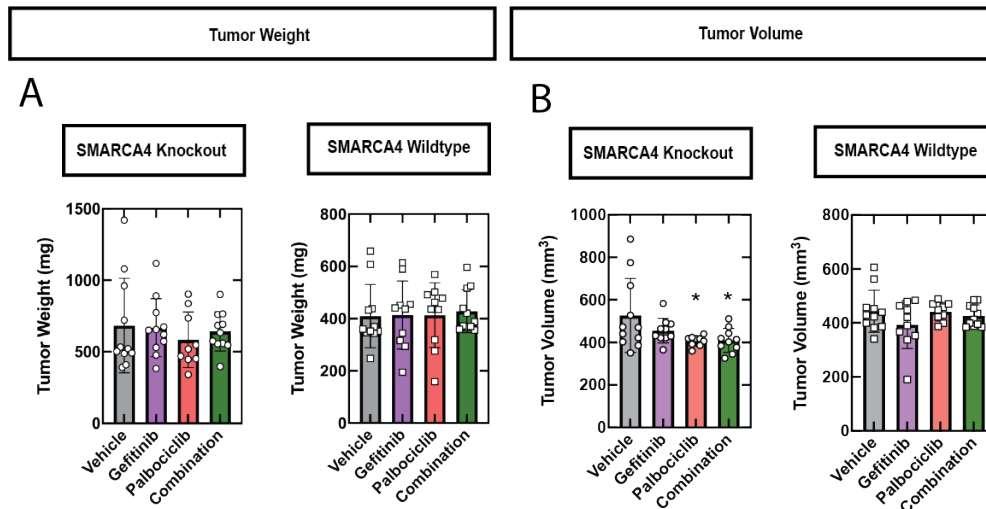 Tumor Weight
Tumor Volume
A
B
SMARCA4 Knockout
SMARCA4 Wildtype
SMARCA4 Knockout
SMARCA4 Wildtype
Tumor Weight (mg)
1500
1000
500
0
Vehicle
Gefitinib
Palbociclib
Combination
Tumor Weight (mg)
800
600
400
200
0
Vehicle
Gefitinib
Palbociclib
Combination
Tumor Volume (mm³)
1000
800
600
400
200
0
* *
Vehicle
Gefitinib
Palbociclib
Combination
Tumor Volume (mm³)
800
600
400
200
0
Vehicle
Gefitinib
Palbociclib
Combination